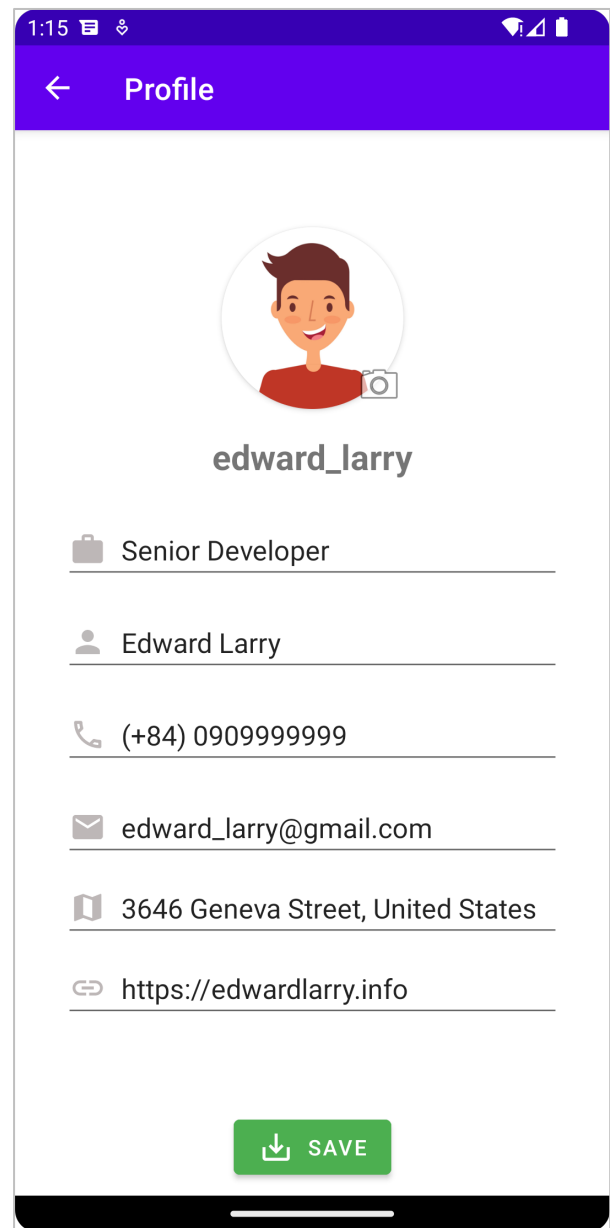 1:15
Profile
edward_larry
Senior Developer
Edward Larry
(+84) 0909999999
edward_larry@gmail.com
3646 Geneva Street, United States
https://edwardlarry.info
SAVE